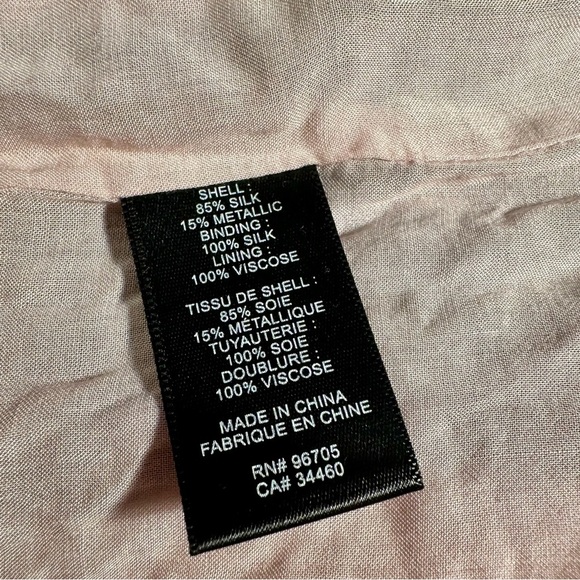 SHELL :
85% SILK
15% METALLIC
BINDING :
100% SILK
LINING :
100% VISCOSE
TISSU DE SHELL :
85% SOIE
15% MÉTALLIQUE
TUYAUTERIE :
100% SOIE
DOUBLURE :
100% VISCOSE
MADE IN CHINA
FABRIQUE EN CHINE
RN# 96705
CA# 34460